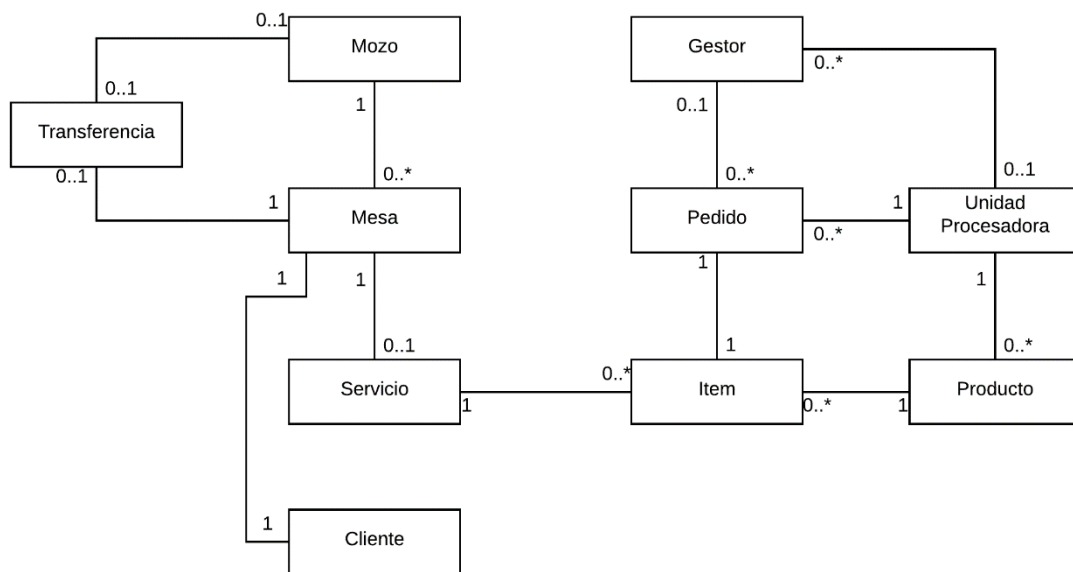 0..1
Mozo
Gestor
0..*
0..1
1
0..1
Transferencia
0..1
0..*
0..*
0..1
1
Mesa
Pedido
1
Unidad
Procesadora
0..*
1
1
1
1
0..1
1
0..*
0..*
Servicio
Item
Producto
1
0..*
1
1
Cliente